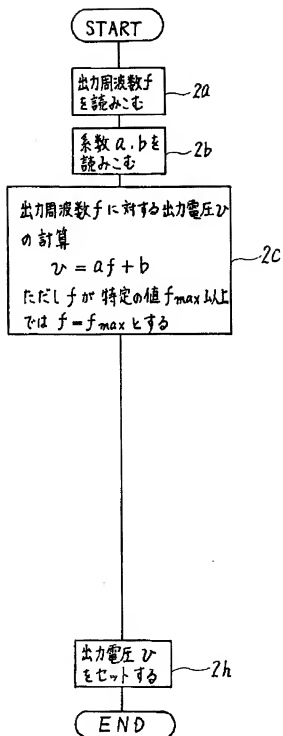 START
出力周波数f
を読みこむ
2a
系数a.bを
読みこむ
2b
出力周波数fに対する出力電圧υ
の計算
υ = af + b
ただしfが特定の値fmax以上
ではf=fmaxとする
2c
出力電圧υ
をセットする
2h
END